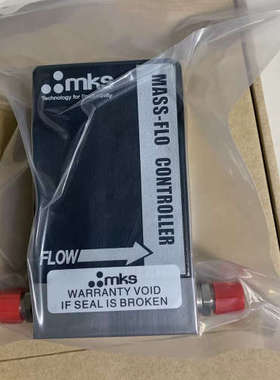 mks
Technology for Productivity
MASS-FLO CONTROLLER
FLOW
mks
WARRANTY VOID
IF SEAL IS BROKEN